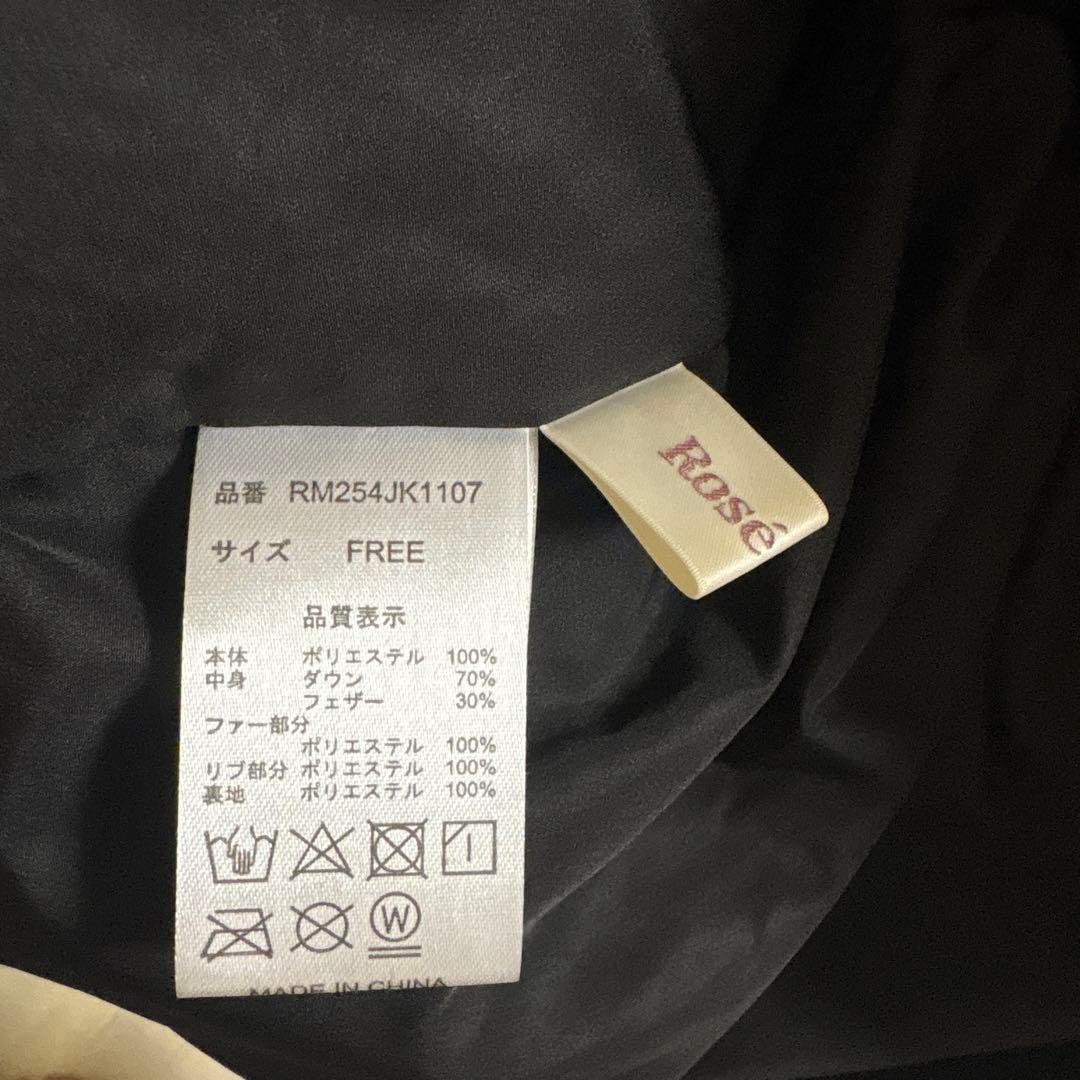 品番 RM254JK1107
サイズ FREE
品質表示
本体 ポリエステル 100%
中身 ダウン 70%
フェザー 30%
ファー部分
ポリエステル 100%
リブ部分 ポリエステル 100%
裏地 ポリエステル 100%
W
MADE IN CHINA
Rosé